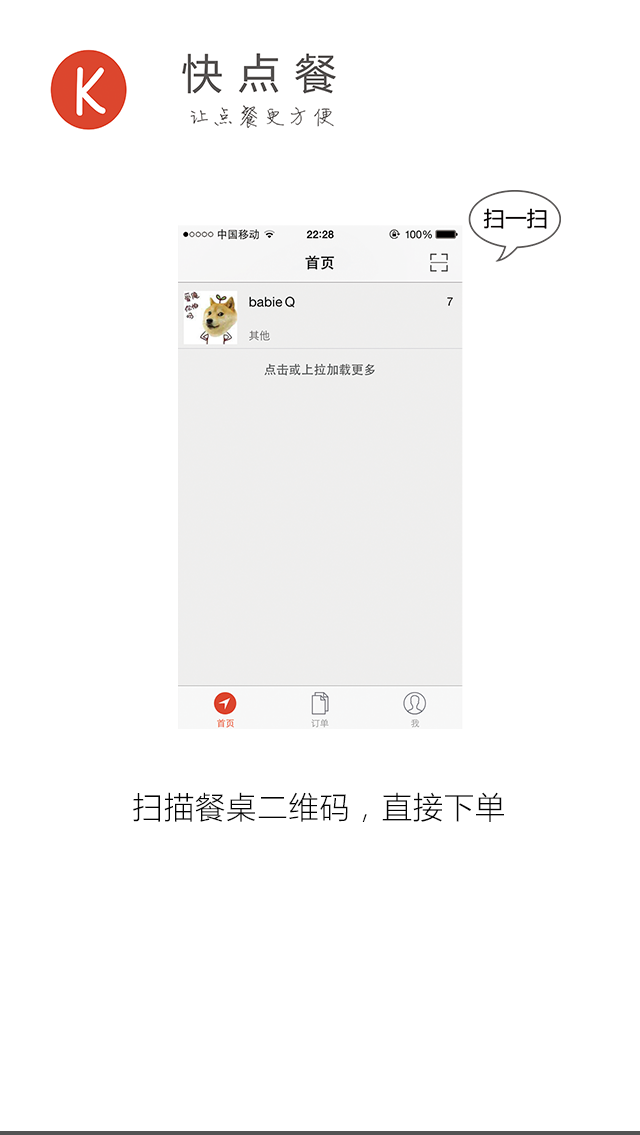 K
快点餐
让点餐更方便
扫一扫
中国移动 22:28 100%
首页
babie Q 7
其他
点击或上拉加载更多
首页 订单 我
扫描餐桌二维码，直接下单